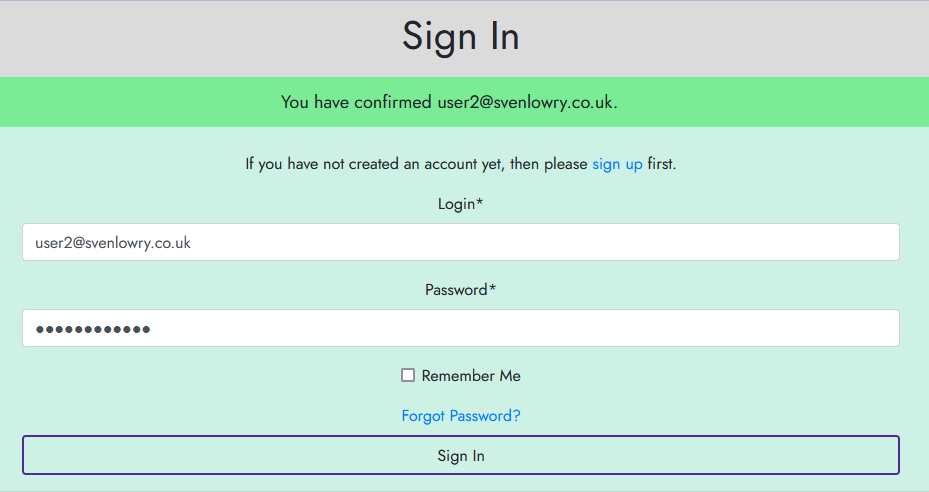 Sign In
You have confirmed user2@svenlowry.co.uk.
If you have not created an account yet, then please sign up first.
Login*
user2@svenlowry.co.uk
Password*
●●●●●●●●●●●●
Remember Me
Forgot Password?
Sign In